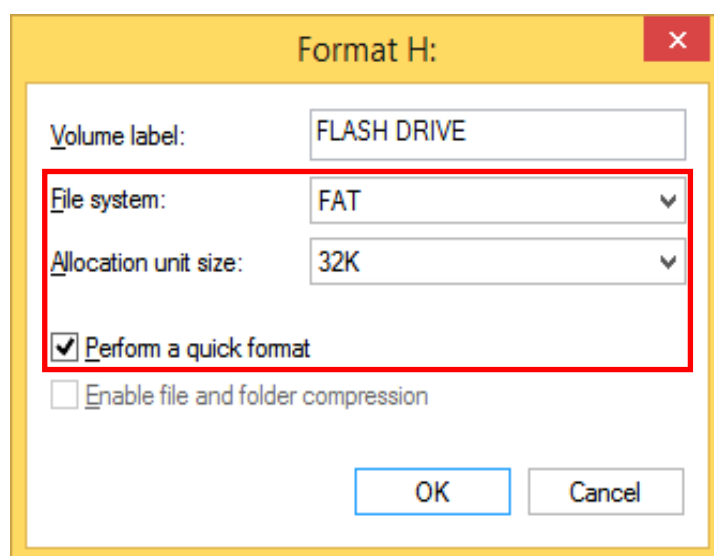 Format H:
Volume label: FLASH DRIVE
File system: FAT
Allocation unit size: 32K
Perform a quick format
Enable file and folder compression
OK Cancel